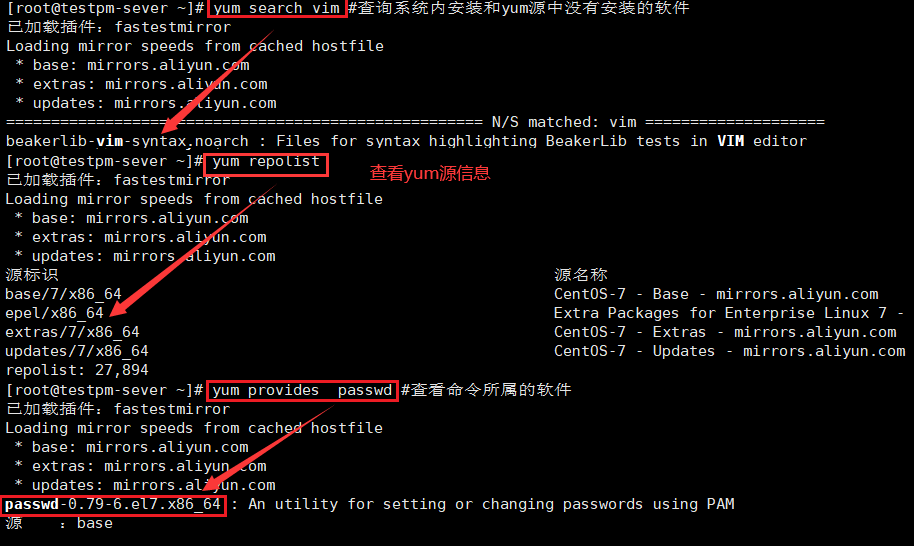 [root@testpm-sever ~]# yum search vim #查询系统内安装和yum源中没有安装的软件
已加载插件：fastestmirror
Loading mirror speeds from cached hostfile
 * base: mirrors.aliyun.com
 * extras: mirrors.aliyun.com
 * updates: mirrors.aliyun.com
===================================================== N/S matched: vim ====================
beakerlib-vim-syntax.noarch : Files for syntax highlighting BeakerLib tests in VIM editor
[root@testpm-sever ~]# yum repolist
查看yum源信息
已加载插件：fastestmirror
Loading mirror speeds from cached hostfile
 * base: mirrors.aliyun.com
 * extras: mirrors.aliyun.com
 * updates: mirrors.aliyun.com
源标识 源名称
base/7/x86_64 CentOS-7 - Base - mirrors.aliyun.com
epel/x86_64 Extra Packages for Enterprise Linux 7 -
extras/7/x86_64 CentOS-7 - Extras - mirrors.aliyun.com
updates/7/x86_64 CentOS-7 - Updates - mirrors.aliyun.com
repolist: 27,894
[root@testpm-sever ~]# yum provides  passwd #查看命令所属的软件
已加载插件：fastestmirror
Loading mirror speeds from cached hostfile
 * base: mirrors.aliyun.com
 * extras: mirrors.aliyun.com
 * updates: mirrors.aliyun.com
passwd-0.79-6.el7.x86_64 : An utility for setting or changing passwords using PAM
源    ：base